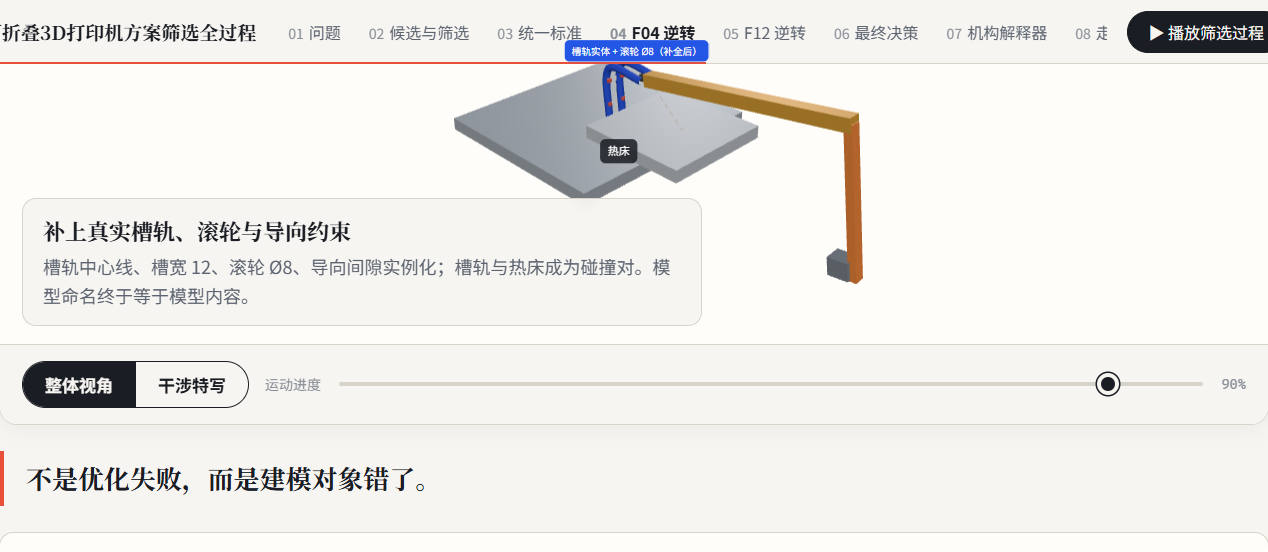 折叠3D打印机方案筛选全过程
01 问题
02 候选与筛选
03 统一标准
04 F04 逆转
05 F12 逆转
06 最终决策
07 机构解释器
08
▶ 播放筛选过程
槽轨实体 + 滚轮 Ø8（补全后）
热床
补上真实槽轨、滚轮与导向约束
槽轨中心线、槽宽 12、滚轮 Ø8、导向间隙实例化；槽轨与热床成为碰撞对。模
型命名终于等于模型内容。
整体视角
干涉特写
运动进度
90%
不是优化失败，而是建模对象错了。